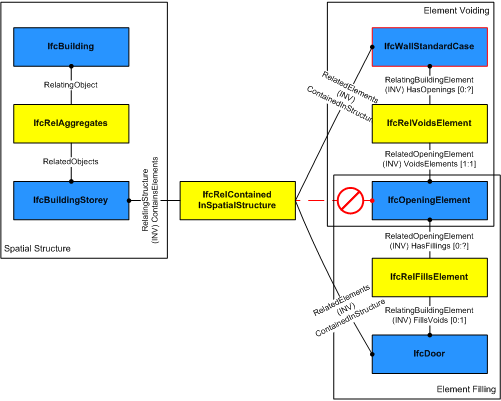 Element Voiding
IfcBuilding
RelatingObject
IfcRelAggregates
RelatedObjects
IfcBuildingStorey
Spatial Structure
RelatingStructure
(INV) ContainsElements
IfcRelContained
InSpatialStructure
RelatedElements
(INV)
ContainedInStructure
RelatedElements
(INV)
ContainedInStructure
IfcWallStandardCase
RelatingBuildingElement
(INV) HasOpenings [0:?]
IfcRelVoidsElement
RelatedOpeningElement
(INV) VoidsElements [1:1]
IfcOpeningElement
RelatedOpeningElement
(INV) HasFillings [0:?]
IfcRelFillsElement
RelatingBuildingElement
(INV) FillsVoids [0:1]
IfcDoor
Element Filling